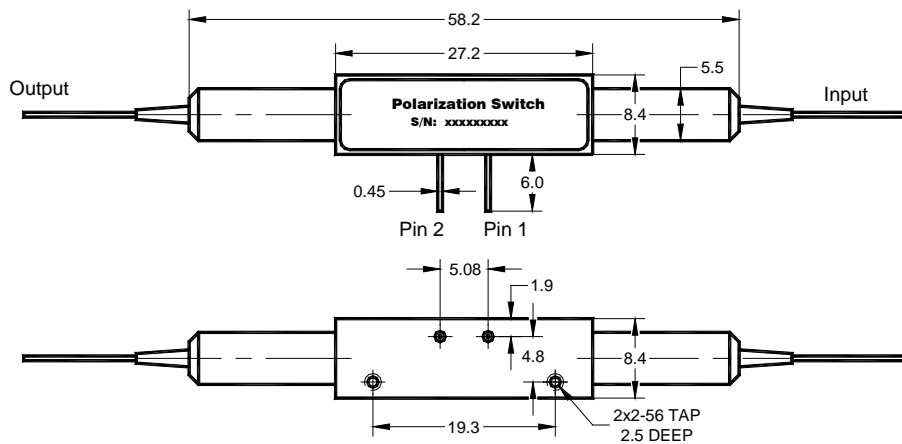 58.2
27.2
Output
5.5
Input
Polarization Switch
S/N: xxxxxxxxx
8.4
0.45
6.0
Pin 2
Pin 1
5.08
1.9
4.8
8.4
19.3
2x2-56 TAP
2.5 DEEP